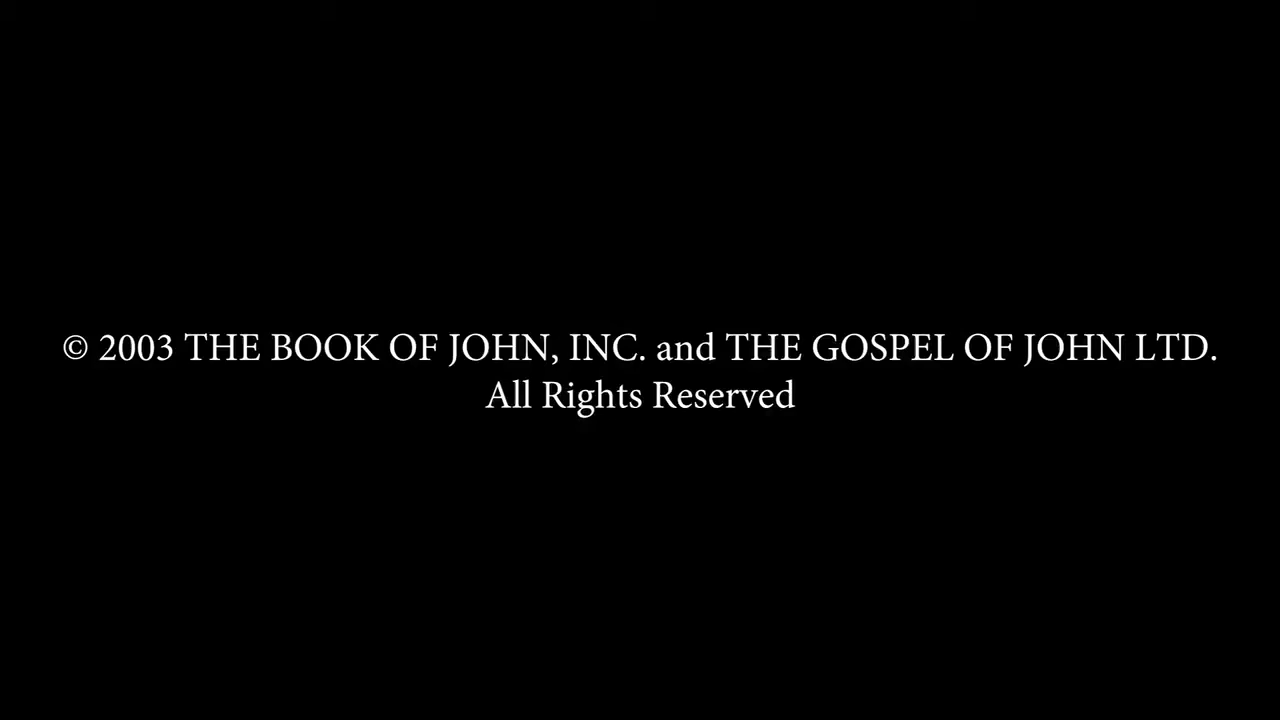 © 2003 THE BOOK OF JOHN, INC. and THE GOSPEL OF JOHN LTD.
All Rights Reserved